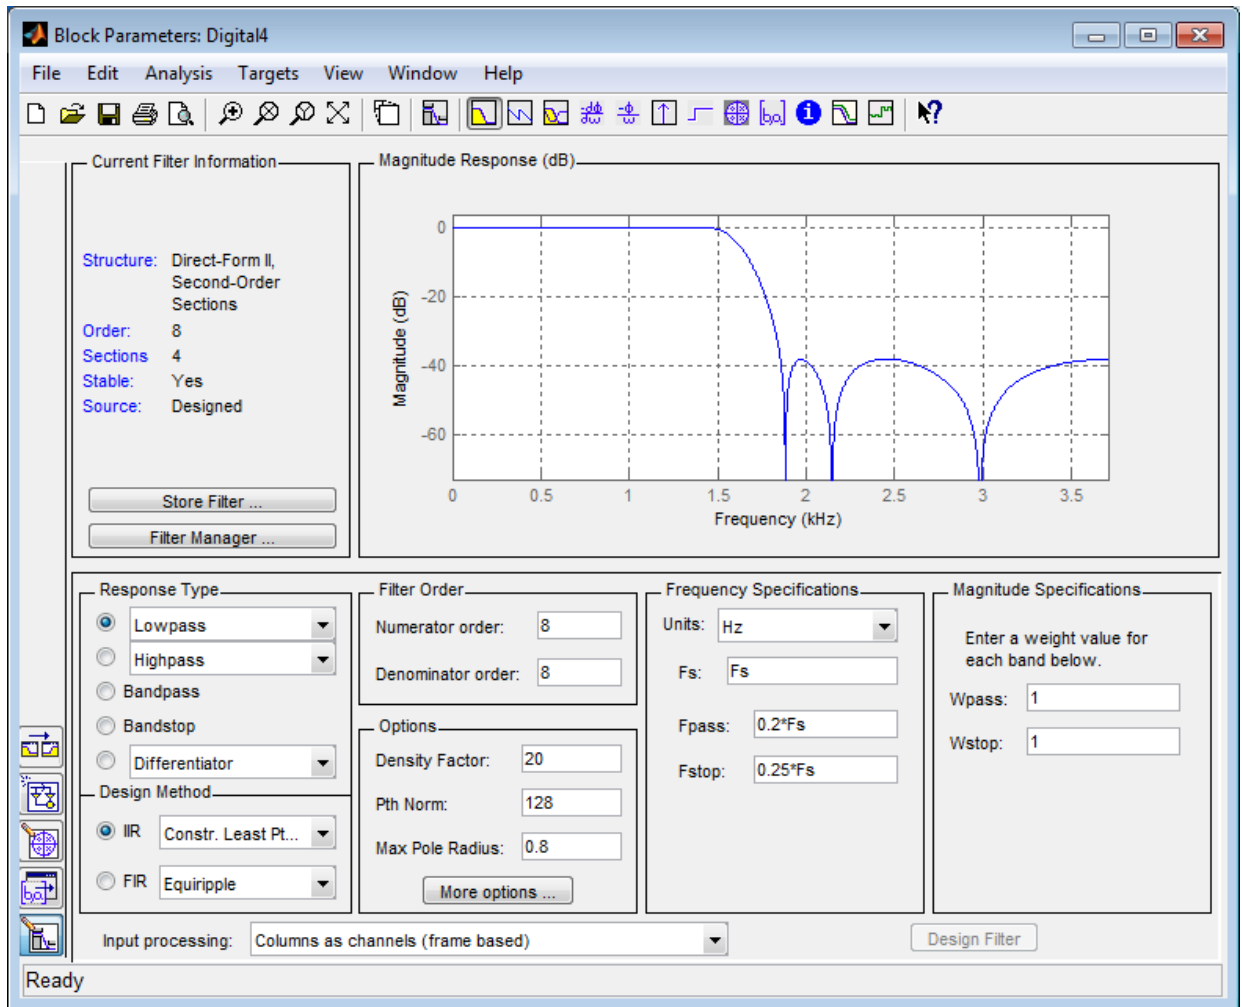 Block Parameters: Digital4
File Edit Analysis Targets View Window Help
Current Filter Information
Structure: Direct-Form II,
Second-Order
Sections
Order: 8
Sections 4
Stable: Yes
Source: Designed
Store Filter ...
Filter Manager ...
Magnitude Response (dB)
Magnitude (dB)
0
-20
-40
-60
0 0.5 1 1.5 2 2.5 3 3.5
Frequency (kHz)
Response Type
Lowpass
Highpass
Bandpass
Bandstop
Differentiator
Design Method
IIR Constr. Least Pt...
FIR Equiripple
Filter Order
Numerator order: 8
Denominator order: 8
Options
Density Factor: 20
Pth Norm: 128
Max Pole Radius: 0.8
More options ...
Frequency Specifications
Units: Hz
Fs: Fs
Fpass: 0.2*Fs
Fstop: 0.25*Fs
Magnitude Specifications
Enter a weight value for
each band below.
Wpass: 1
Wstop: 1
Input processing: Columns as channels (frame based)
Design Filter
Ready